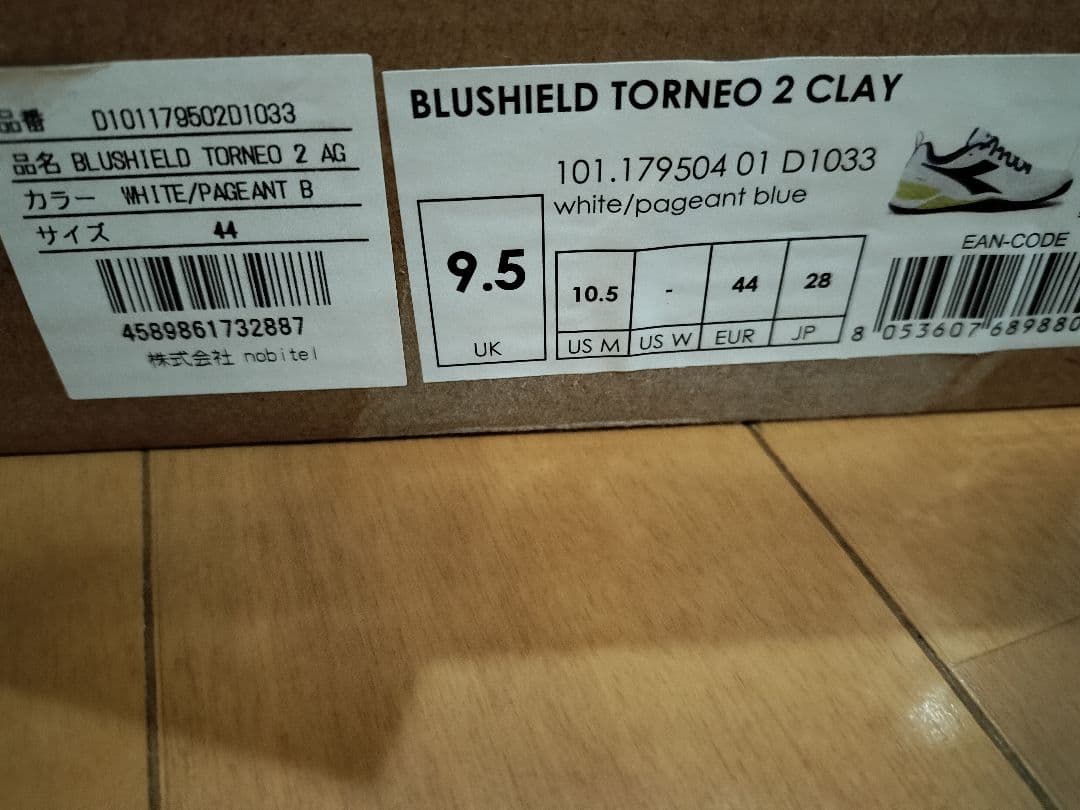 品番 D101179502D1033
品名 BLUSHIELD TORNEO 2 AG
カラー WHITE/PAGEANT B
サイズ 44
4589861732887
株式会社 nobitel
BLUSHIELD TORNEO 2 CLAY
101.179504 01 D1033
white/pageant blue
9.5
UK
10.5 - 44 28
US M US W EUR JP
EAN-CODE
8 053607 689880